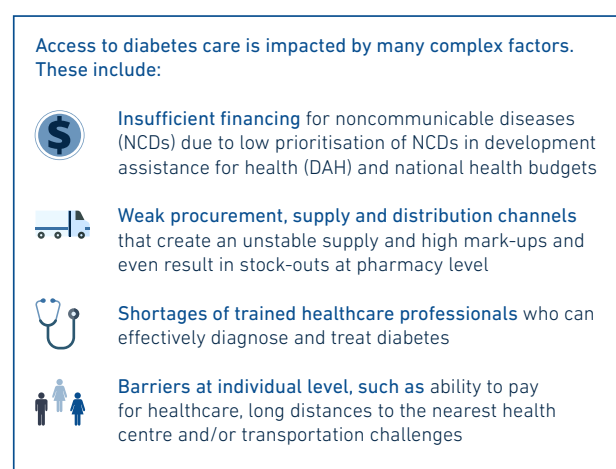 Access to diabetes care is impacted by many complex factors.
These include:
$
Insufficient financing for noncommunicable diseases
(NCDs) due to low prioritisation of NCDs in development
assistance for health (DAH) and national health budgets
Weak procurement, supply and distribution channels
that create an unstable supply and high mark-ups and
even result in stock-outs at pharmacy level
Shortages of trained healthcare professionals who can
effectively diagnose and treat diabetes
Barriers at individual level, such as ability to pay
for healthcare, long distances to the nearest health
centre and/or transportation challenges